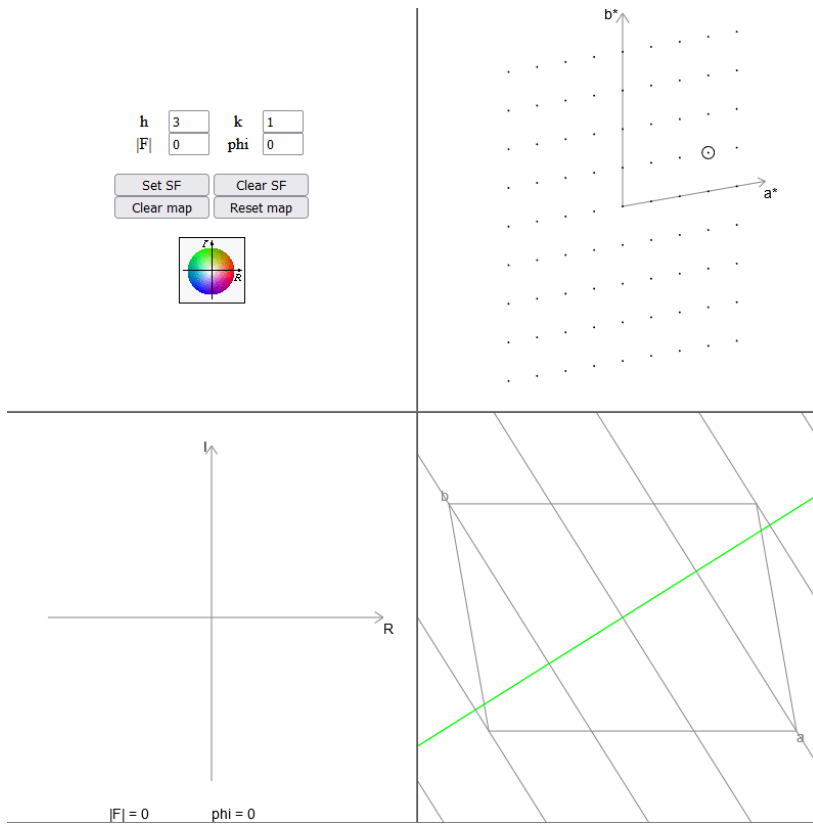 h 3 k 1
|F| 0 phi 0
Set SF Clear SF
Clear map Reset map
I
R
b*
a*
I
R
|F| = 0 phi = 0
b
a